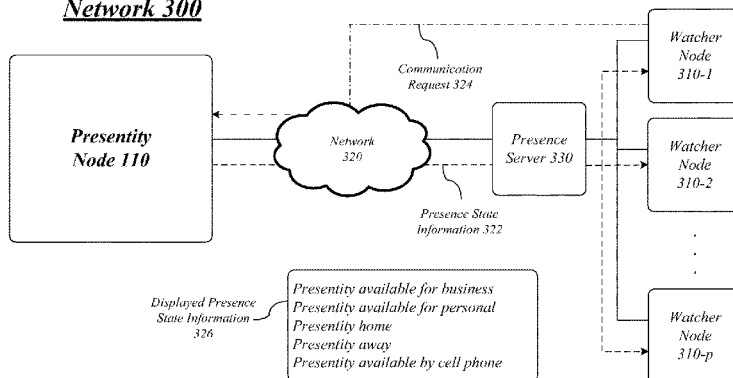 Network 300
Watcher
Node
310-1
Communication
Request 324
Presentity
Node 110
Network
320
Presence
Server 330
Watcher
Node
310-2
Presence State
Information 322
Displayed Presence
State Information
326
Presentity available for business
Presentity available for personal
Presentity home
Presentity away
Presentity available by cell phone
Watcher
Node
310-p